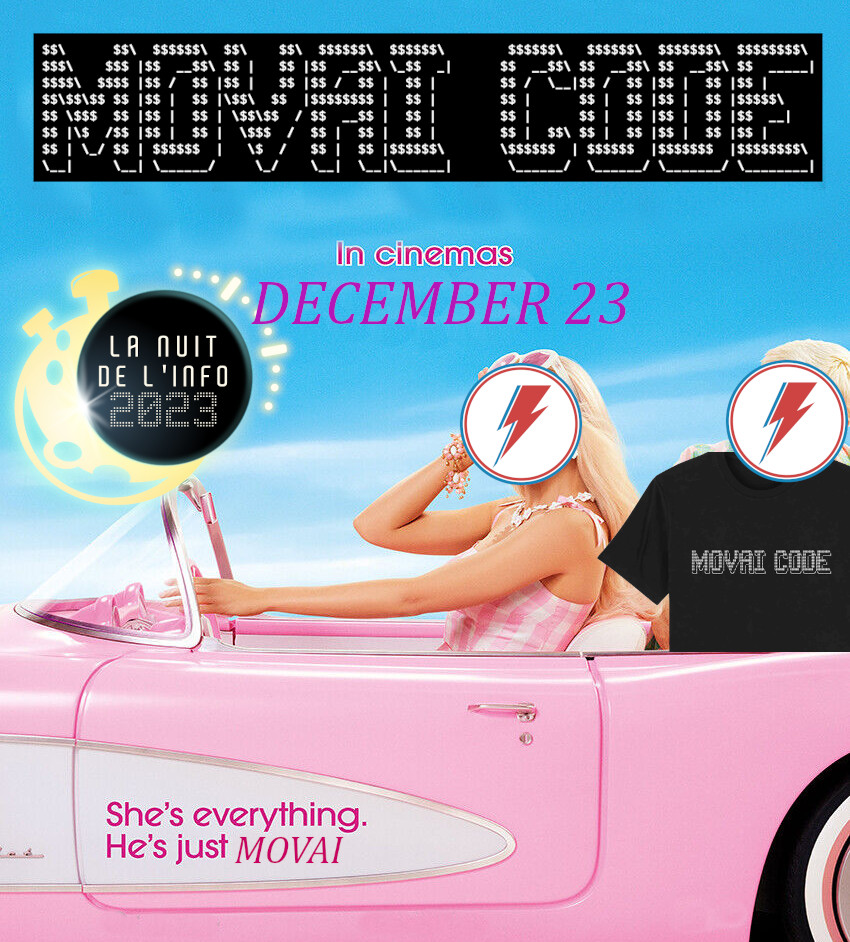 MOVAI CODE
In cinemas
DECEMBER 23
LA NUIT
DE L'INFO
2023
MOVAI CODE
She's everything.
He's just MOVAI